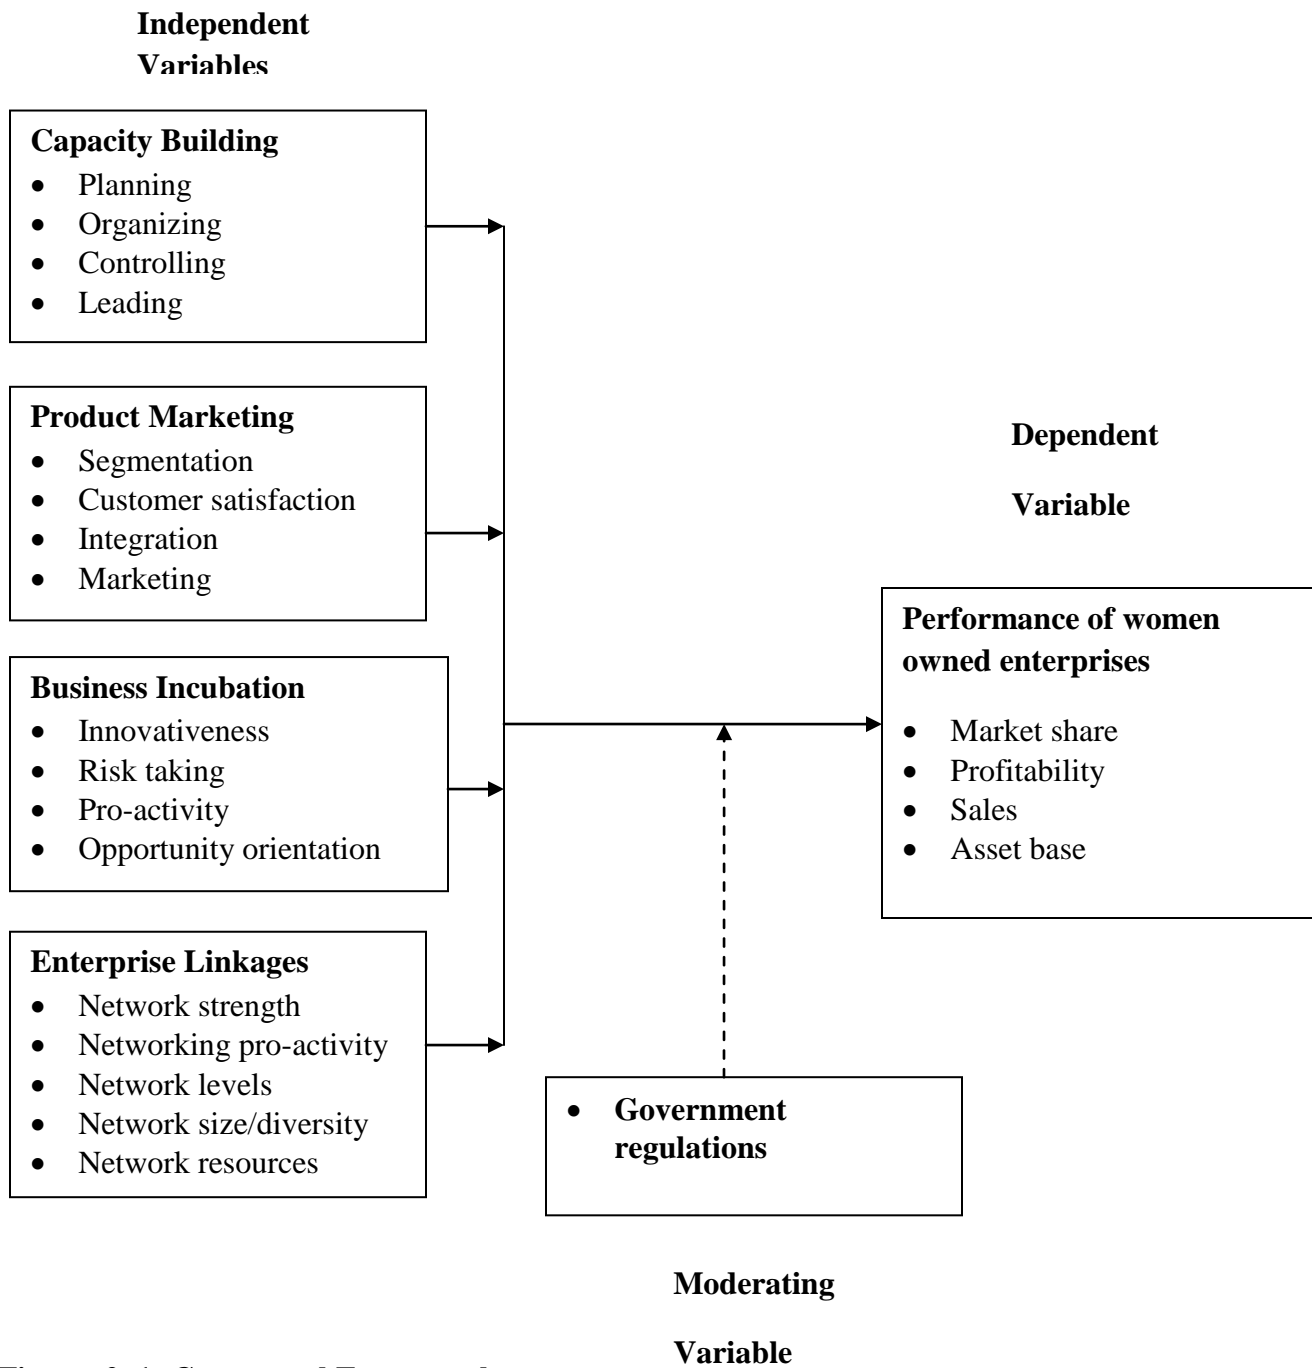 Independent
Variables
Capacity Building
• Planning
• Organizing
• Controlling
• Leading
Product Marketing
• Segmentation
• Customer satisfaction
• Integration
• Marketing
Business Incubation
• Innovativeness
• Risk taking
• Pro-activity
• Opportunity orientation
Enterprise Linkages
• Network strength
• Networking pro-activity
• Network levels
• Network size/diversity
• Network resources
Dependent
Variable
Performance of women
owned enterprises
• Market share
• Profitability
• Sales
• Asset base
• Government
regulations
Moderating
Variable